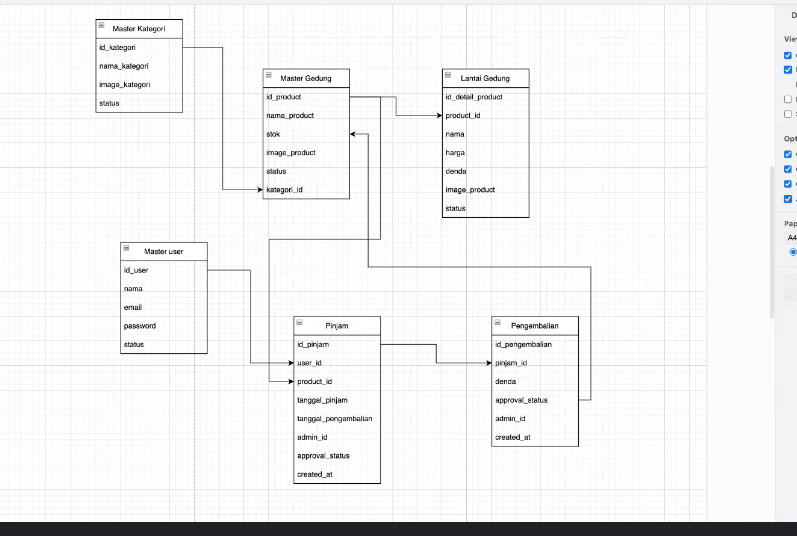 Master Kategori
id_kategori
nama_kategori
image_kategori
status
Master Gedung
id_product
nama_product
stok
image_product
status
kategori_id
Lantai Gedung
id_detail_product
product_id
nama
harga
denda
image_product
status
Master user
id_user
nama
email
password
status
Pinjam
id_pinjam
user_id
product_id
tanggal_pinjam
tanggal_pengembalian
admin_id
approval_status
created_at
Pengembalian
id_pengembalian
pinjam_id
denda
approval_status
admin_id
created_at
D
Viev
Opt
Pap
A4